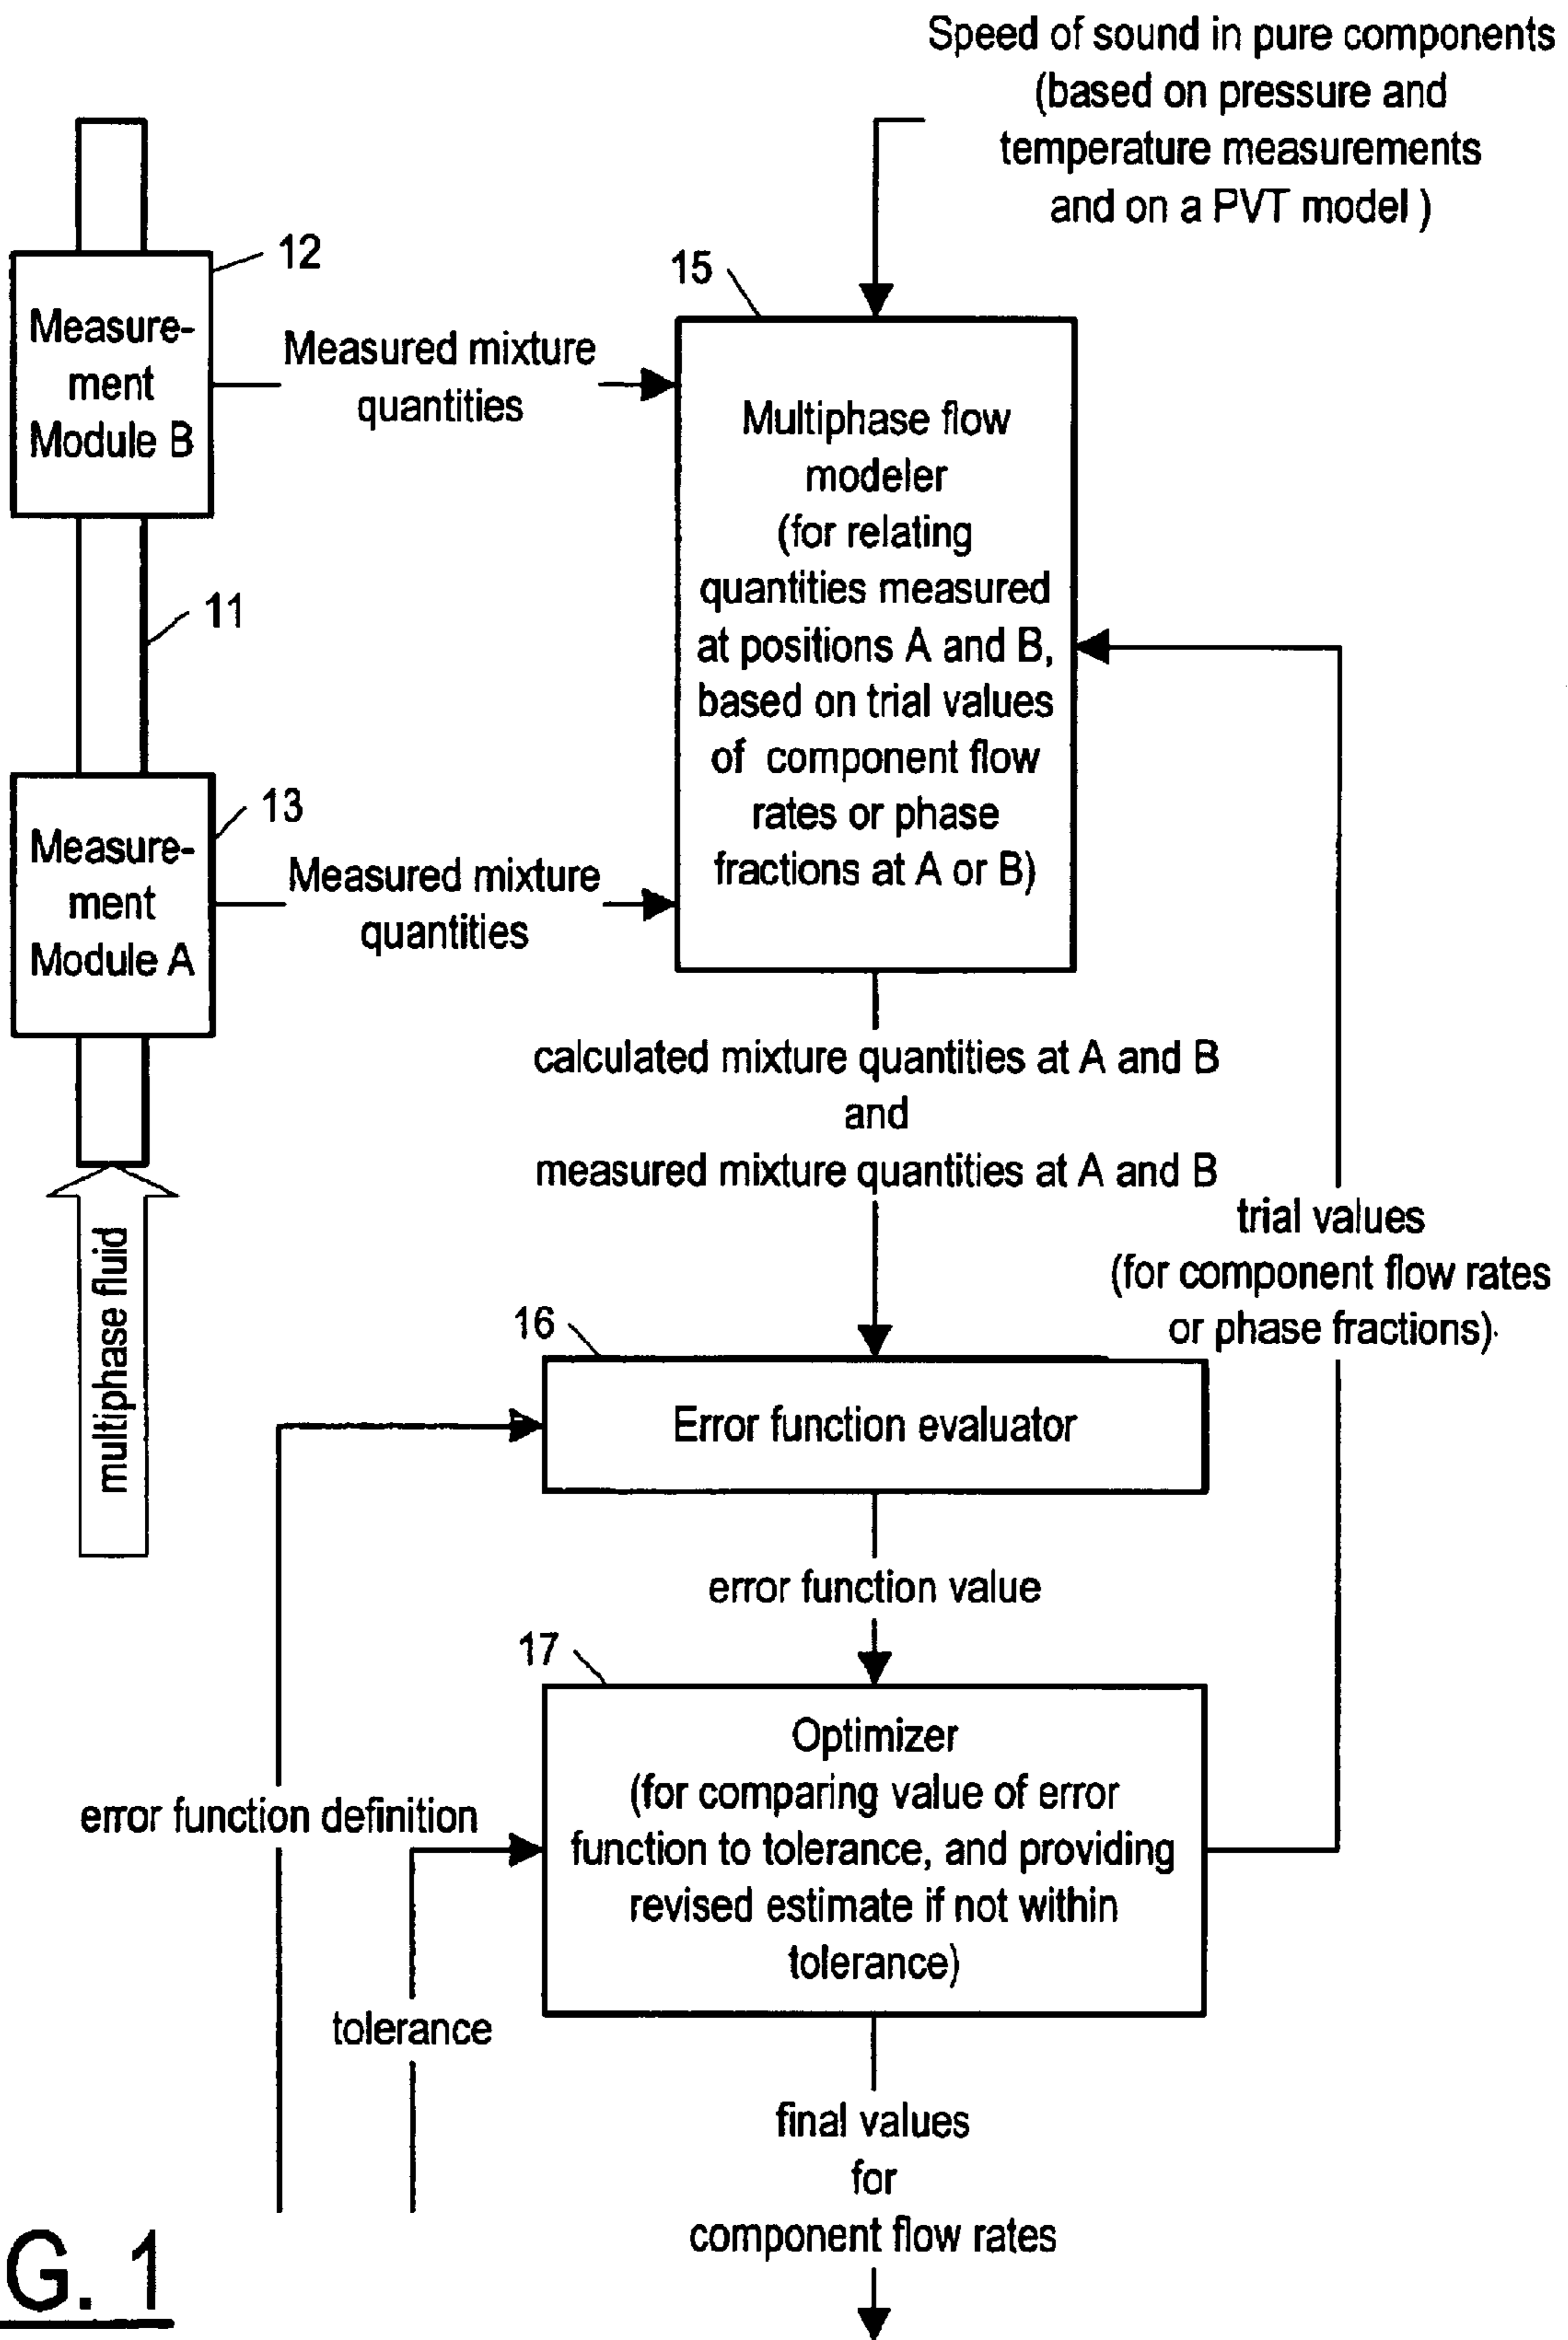 Speed of sound in pure components
(based on pressure and
temperature measurements
and on a PVT model )
12
15
Measure-
ment
Module B
Measured mixture
quantities
Multiphase flow
modeler
(for relating
quantities measured
at positions A and B,
based on trial values
of component flow
rates or phase
fractions at A or B)
11
13
Measure-
ment
Module A
Measured mixture
quantities
calculated mixture quantities at A and B
and
measured mixture quantities at A and B
trial values
(for component flow rates
or phase fractions)
multiphase fluid
16
Error function evaluator
error function value
17
Optimizer
(for comparing value of error
function to tolerance, and providing
revised estimate if not within
tolerance)
error function definition
tolerance
final values
for
component flow rates
G. 1